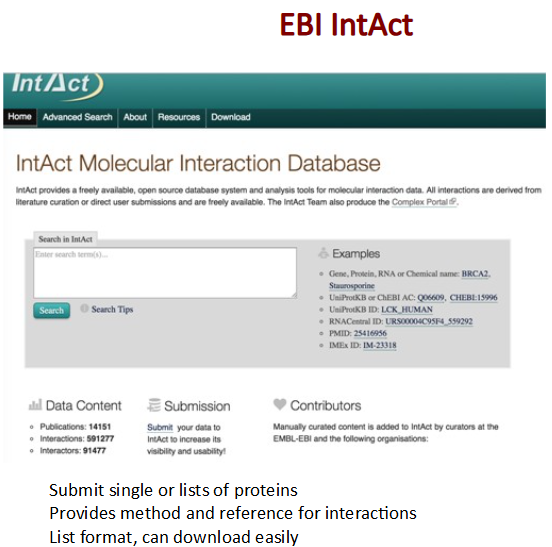 EBI IntAct
IntAct
Home Advanced Search About Resources Download
IntAct Molecular Interaction Database
IntAct provides a freely available, open source database system and analysis tools for molecular interaction data. All interactions are derived from
literature curation or direct user submissions and are freely available. The IntAct Team also produce the Complex Portal.
Search in IntAct
Enter search term(s)...
Search
Search Tips
Examples
Gene, Protein, RNA or Chemical name: BRCA2,
Staurosporine
UniProtKB or ChEBI AC: Q06609, CHEBI:15996
UniProtKB ID: LCK_HUMAN
RNACentral ID: URS00004C95F4_559292
PMID: 25416956
IMEx ID: IM-23318
Data Content
Publications: 14151
Interactions: 591277
Interactors: 91477
Submission
Submit your data to
IntAct to increase its
visibility and usability!
Contributors
Manually curated content is added to IntAct by curators at the
EMBL-EBI and the following organisations:
Submit single or lists of proteins
Provides method and reference for interactions
List format, can download easily